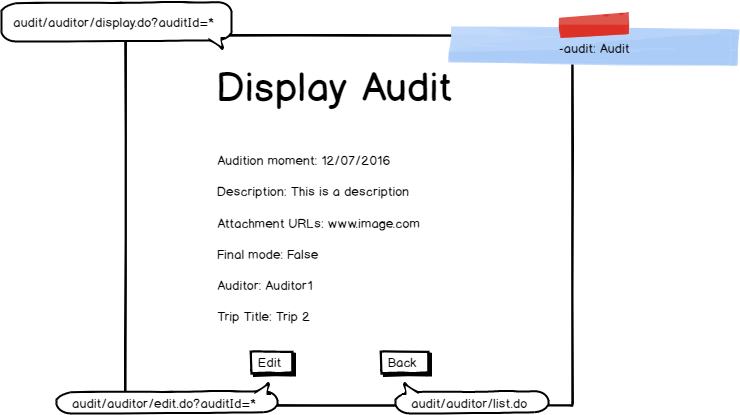 audit/auditor/display.do?auditId=*
-audit: Audit
Display Audit
Audition moment: 12/07/2016
Description: This is a description
Attachment URLs: www.image.com
Final mode: False
Auditor: Auditor1
Trip Title: Trip 2
Edit
Back
audit/auditor/edit.do?auditId=*
audit/auditor/list.do